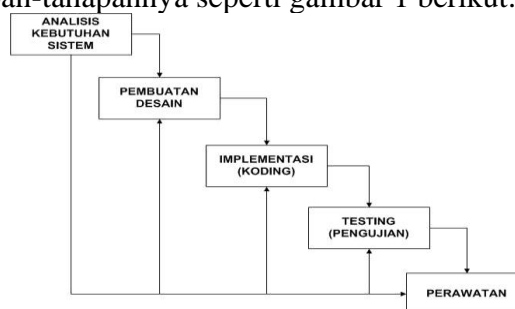 an-tahapannya seperti gambar 1 berikut.
ANALISIS
KEBUTUHAN
SISTEM
PEMBUATAN
DESAIN
IMPLEMENTASI
(KODING)
TESTING
(PENGUJIAN)
PERAWATAN